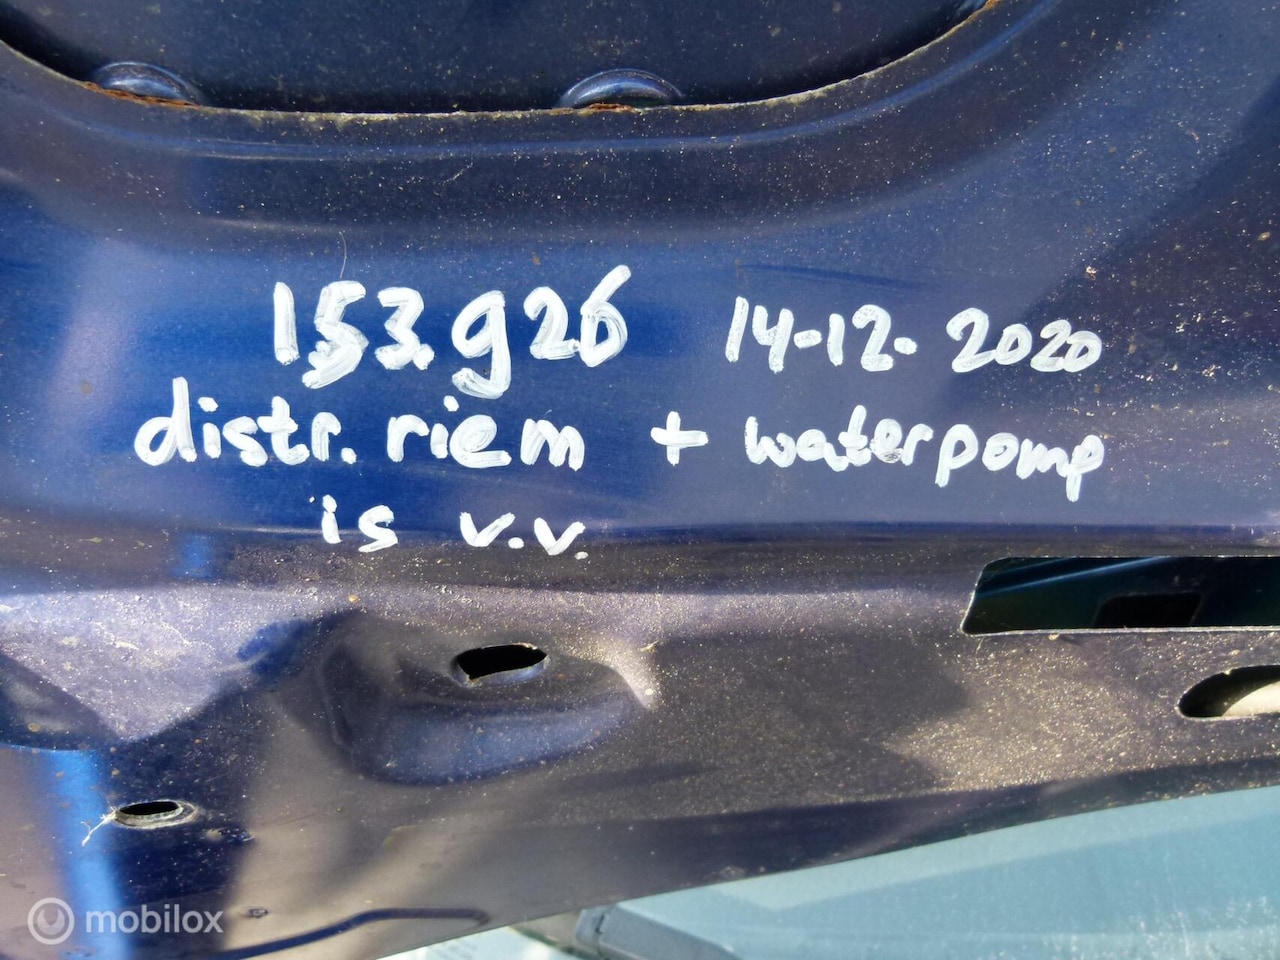 153.926 14-12-2020
distr. riem + waterpomp
is v.v.
mobilox